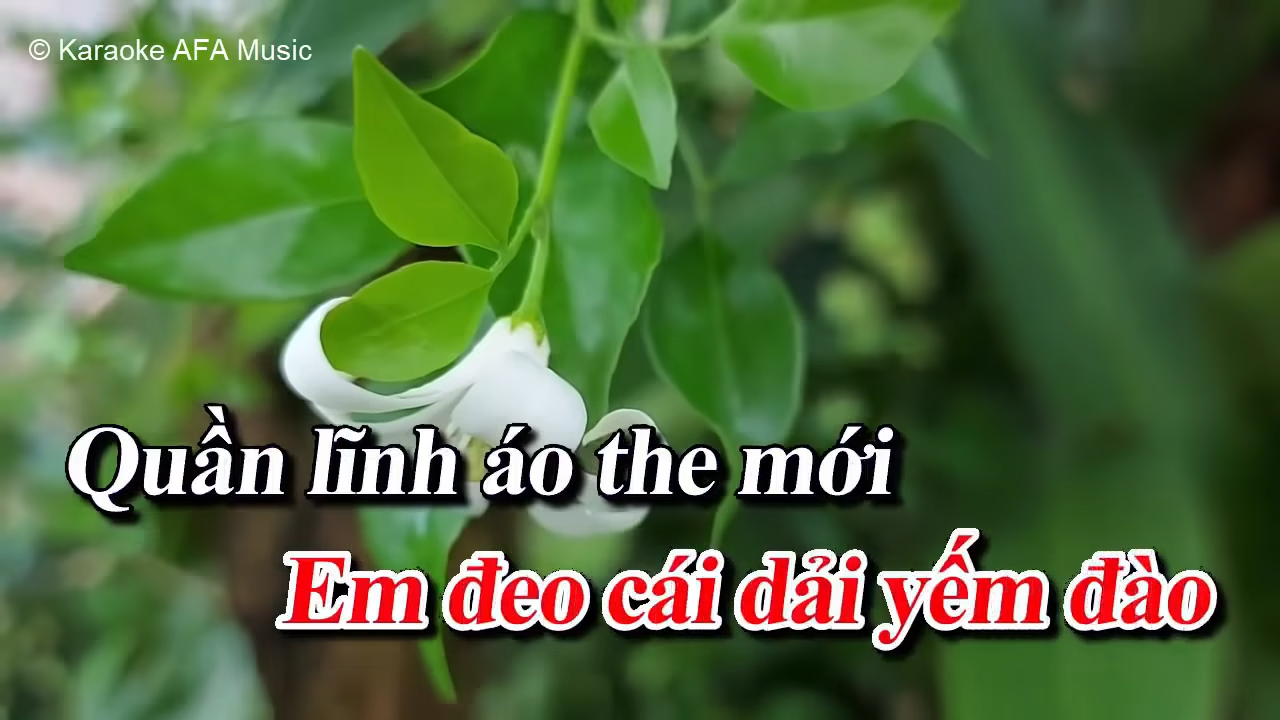 © Karaoke AFA Music
Quần lĩnh áo the mới
Em đeo cái dải yếm đào